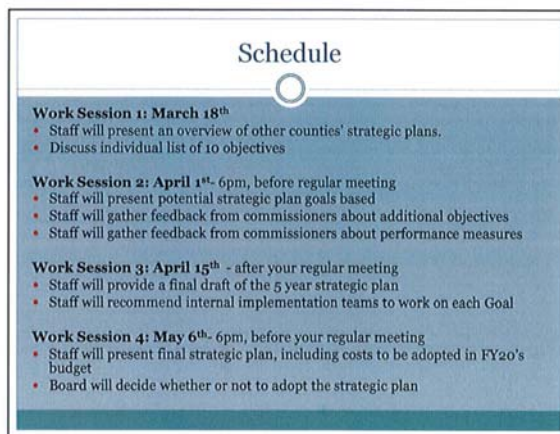 Schedule
Work Session 1: March 18th
• Staff will present an overview of other counties' strategic plans.
• Discuss individual list of 10 objectives
Work Session 2: April 1st- 6pm, before regular meeting
• Staff will present potential strategic plan goals based
• Staff will gather feedback from commissioners about additional objectives
• Staff will gather feedback from commissioners about performance measures
Work Session 3: April 15th - after your regular meeting
• Staff will provide a final draft of the 5 year strategic plan
• Staff will recommend internal implementation teams to work on each Goal
Work Session 4: May 6th- 6pm, before your regular meeting
• Staff will present final strategic plan, including costs to be adopted in FY20's
budget
• Board will decide whether or not to adopt the strategic plan